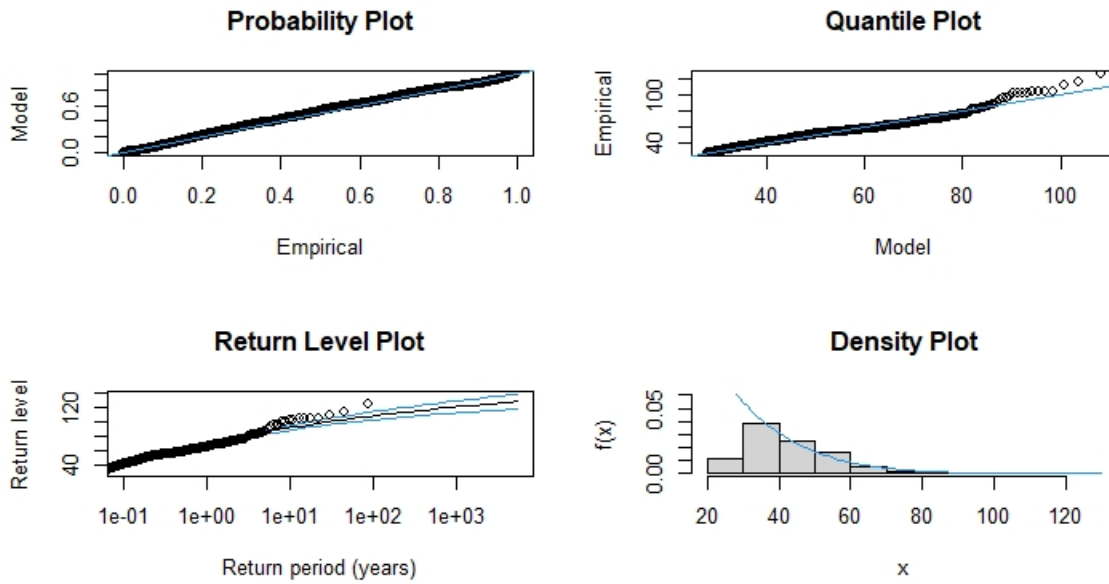 Probability Plot
Model
0.0 0.6
0.0 0.2 0.4 0.6 0.8 1.0
Empirical
Quantile Plot
Empirical
40 100
40 60 80 100
Model
Return Level Plot
Return level
40 120
1e-01 1e+00 1e+01 1e+02 1e+03
Return period (years)
Density Plot
f(x)
0.00 0.05
20 40 60 80 100 120
x